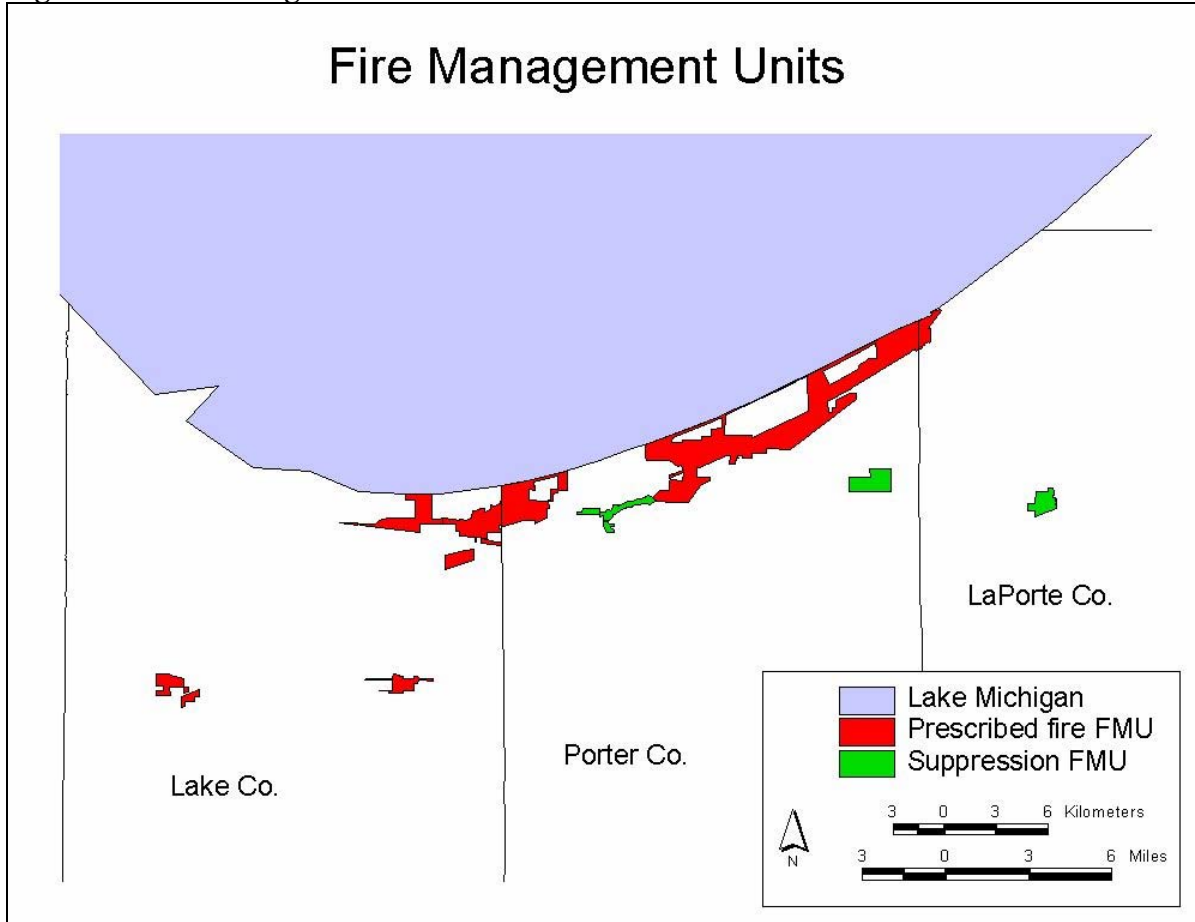 Fire Management Units
LaPorte Co.
Porter Co.
Lake Co.
Lake Michigan
Prescribed fire FMU
Suppression FMU
3 0 3 6 Kilometers
N
3 0 3 6 Miles